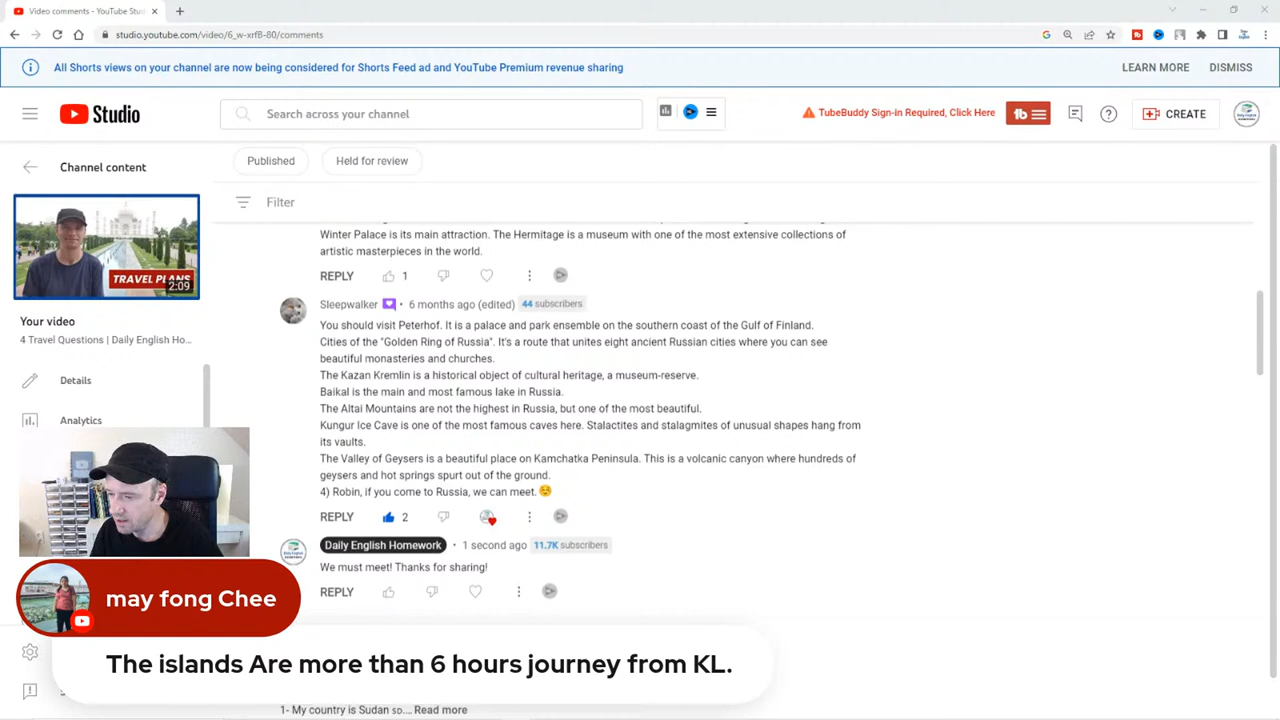 Video comments - YouTube Stud
studio.youtube.com/video/6_w-xrfB-80/comments
All Shorts views on your channel are now being considered for Shorts Feed ad and YouTube Premium revenue sharing
LEARN MORE
DISMISS
Studio
Search across your channel
TubeBuddy Sign-in Required, Click Here
tb
CREATE
Channel content
Published
Held for review
Filter
TRAVEL PLANS
2:09
Your video
4 Travel Questions | Daily English Ho...
Details
Analytics
Winter Palace is its main attraction. The Hermitage is a museum with one of the most extensive collections of
artistic masterpieces in the world.
REPLY
1
Sleepwalker • 6 months ago (edited) 44 subscribers
You should visit Peterhof. It is a palace and park ensemble on the southern coast of the Gulf of Finland.
Cities of the "Golden Ring of Russia". It's a route that unites eight ancient Russian cities where you can see
beautiful monasteries and churches.
The Kazan Kremlin is a historical object of cultural heritage, a museum-reserve.
Baikal is the main and most famous lake in Russia.
The Altai Mountains are not the highest in Russia, but one of the most beautiful.
Kungur Ice Cave is one of the most famous caves here. Stalactites and stalagmites of unusual shapes hang from
its vaults.
The Valley of Geysers is a beautiful place on Kamchatka Peninsula. This is a volcanic canyon where hundreds of
geysers and hot springs spurt out of the ground.
4) Robin, if you come to Russia, we can meet. ☺️
REPLY
2
Daily English Homework • 1 second ago 11.7K subscribers
We must meet! Thanks for sharing!
REPLY
may fong Chee
The islands Are more than 6 hours journey from KL.
1- My country is Sudan so.... Read more